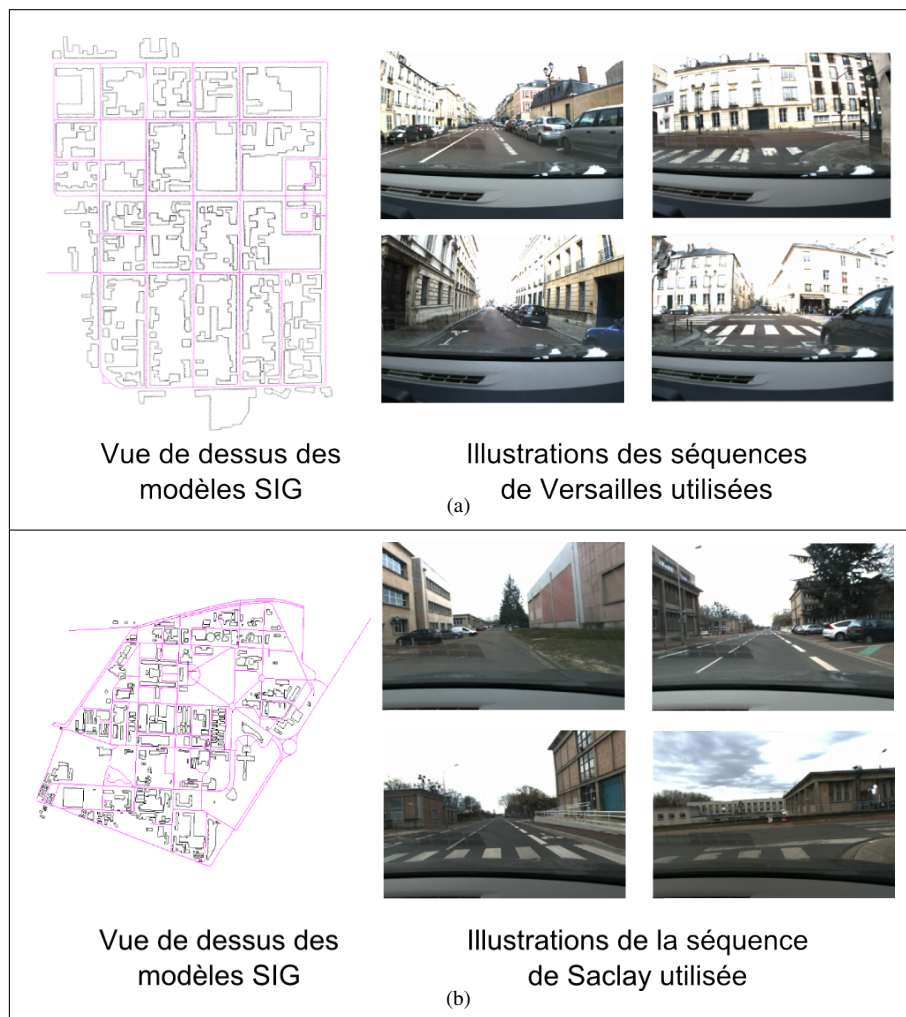 Vue de dessus des
modèles SIG
Illustrations des séquences
de Versailles utilisées
(a)
Vue de dessus des
modèles SIG
Illustrations de la séquence
de Saclay utilisée
(b)